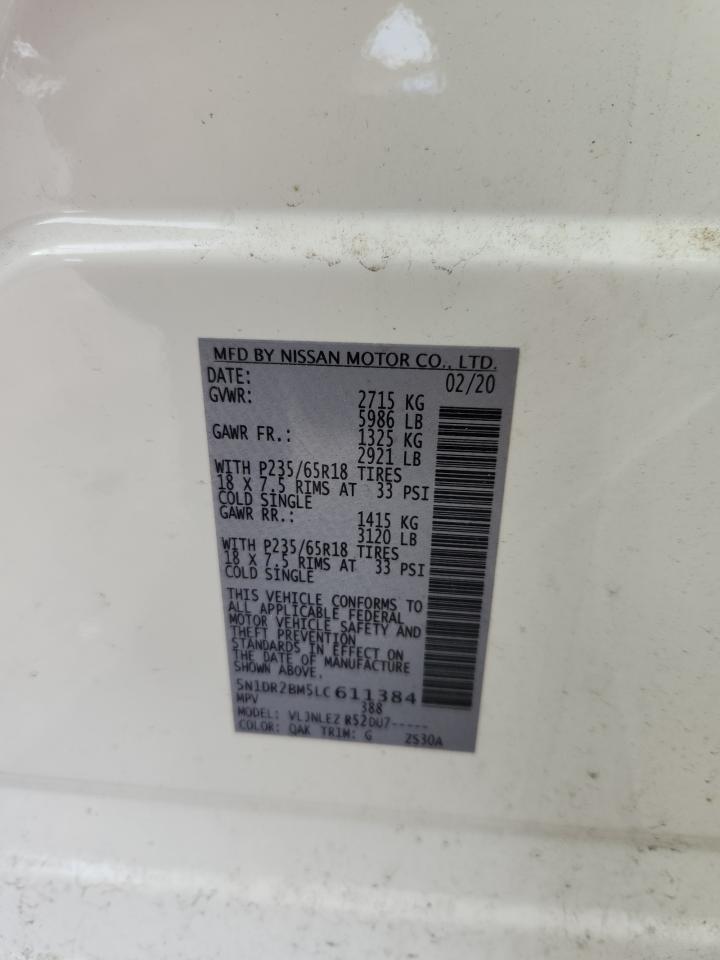 MFD BY NISSAN MOTOR CO., LTD.
DATE: 02/20
GVWR: 2715 KG
5986 LB
GAWR FR.: 1325 KG
2921 LB
WITH P235/65R18 TIRES
18 X 7.5 RIMS AT 33 PSI
COLD SINGLE
GAWR RR.: 1415 KG
3120 LB
WITH P235/65R18 TIRES
18 X 7.5 RIMS AT 33 PSI
COLD SINGLE
THIS VEHICLE CONFORMS TO
ALL APPLICABLE FEDERAL
MOTOR VEHICLE SAFETY AND
THEFT PREVENTION
STANDARDS IN EFFECT ON
THE DATE OF MANUFACTURE
SHOWN ABOVE.
5N1DR2BM5LC611384
MPV 388
MODEL: VLJNLEZ R52DU7-----
COLOR: QAK TRIM: G 2S30A